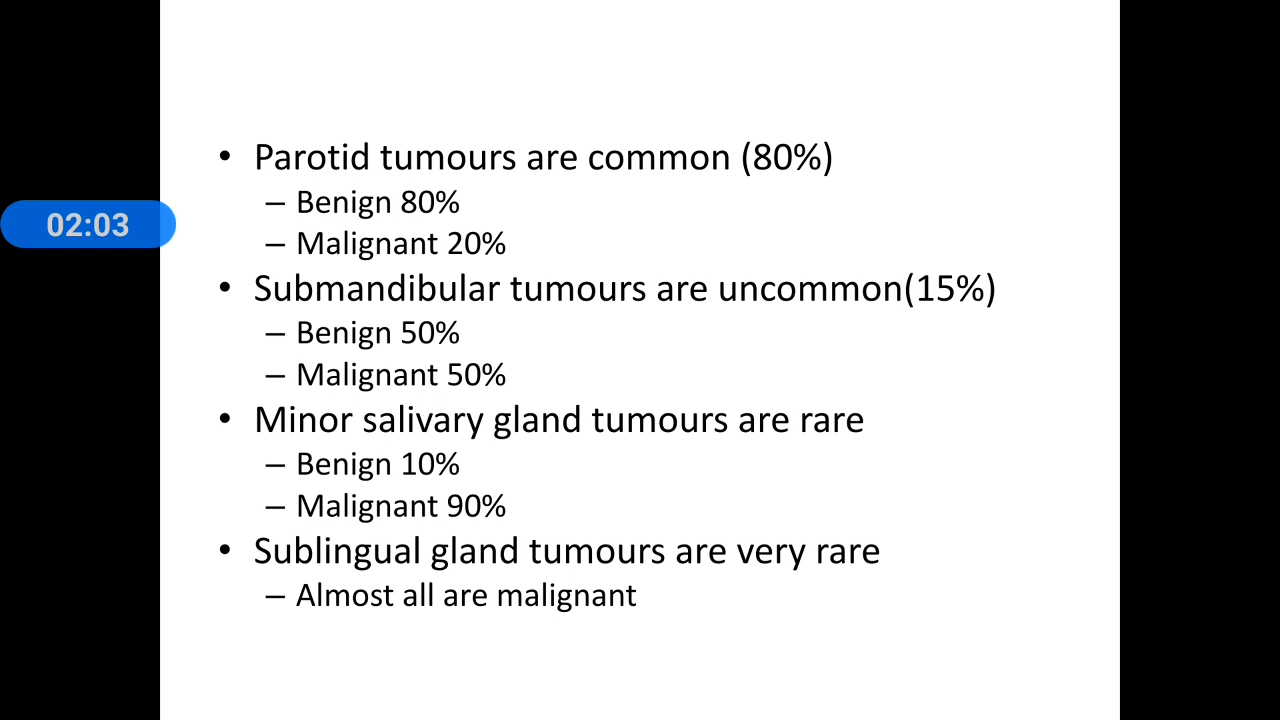 • Parotid tumours are common (80%)
– Benign 80%
02:03
– Malignant 20%
• Submandibular tumours are uncommon(15%)
– Benign 50%
– Malignant 50%
• Minor salivary gland tumours are rare
– Benign 10%
– Malignant 90%
• Sublingual gland tumours are very rare
– Almost all are malignant